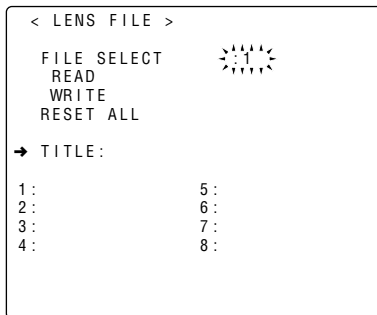 < LENS FILE >
FILE SELECT :1
READ
WRITE
RESET ALL
➔ TITLE:
1: 5:
2: 6:
3: 7:
4: 8: